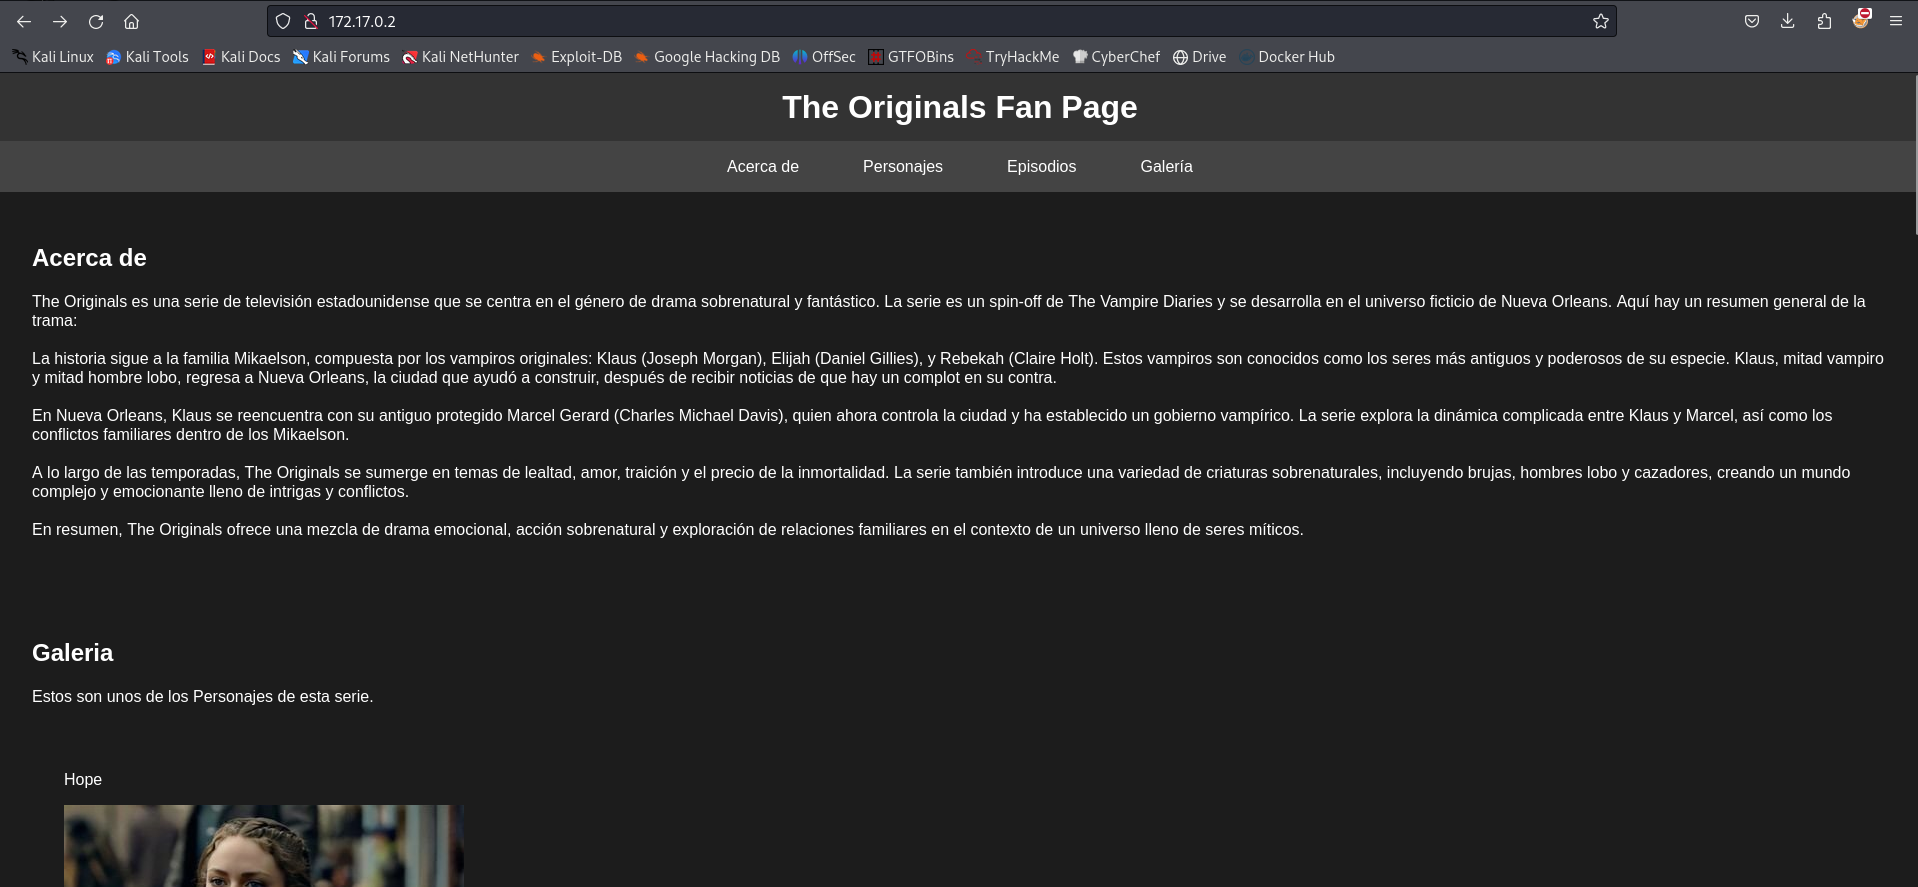 172.17.0.2
Kali Linux Kali Tools Kali Docs Kali Forums Kali NetHunter Exploit-DB Google Hacking DB OffSec GTFOBins TryHackMe CyberChef Drive Docker Hub
The Originals Fan Page
Acerca de Personajes Episodios Galería
Acerca de
The Originals es una serie de televisión estadounidense que se centra en el género de drama sobrenatural y fantástico. La serie es un spin-off de The Vampire Diaries y se desarrolla en el universo ficticio de Nueva Orleans. Aquí hay un resumen general de la
trama:
La historia sigue a la familia Mikaelson, compuesta por los vampiros originales: Klaus (Joseph Morgan), Elijah (Daniel Gillies), y Rebekah (Claire Holt). Estos vampiros son conocidos como los seres más antiguos y poderosos de su especie. Klaus, mitad vampiro
y mitad hombre lobo, regresa a Nueva Orleans, la ciudad que ayudó a construir, después de recibir noticias de que hay un complot en su contra.
En Nueva Orleans, Klaus se reencuentra con su antiguo protegido Marcel Gerard (Charles Michael Davis), quien ahora controla la ciudad y ha establecido un gobierno vampírico. La serie explora la dinámica complicada entre Klaus y Marcel, así como los
conflictos familiares dentro de los Mikaelson.
A lo largo de las temporadas, The Originals se sumerge en temas de lealtad, amor, traición y el precio de la inmortalidad. La serie también introduce una variedad de criaturas sobrenaturales, incluyendo brujas, hombres lobo y cazadores, creando un mundo
complejo y emocionante lleno de intrigas y conflictos.
En resumen, The Originals ofrece una mezcla de drama emocional, acción sobrenatural y exploración de relaciones familiares en el contexto de un universo lleno de seres míticos.
Galeria
Estos son unos de los Personajes de esta serie.
Hope